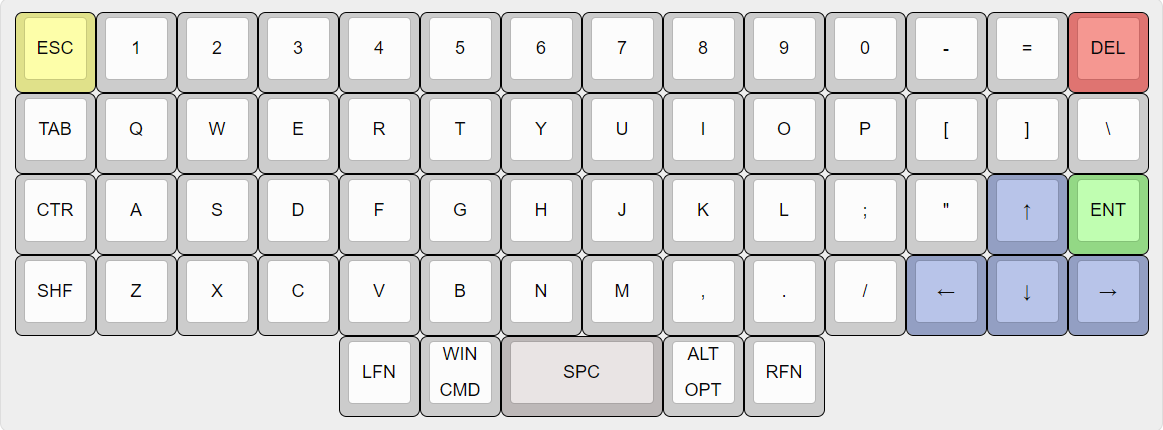 ESC 1 2 3 4 5 6 7 8 9 0 - = DEL
TAB Q W E R T Y U I O P [ ] \
CTR A S D F G H J K L ; " ↑ ENT
SHF Z X C V B N M , . / ← ↓ →
LFN WIN CMD SPC ALT OPT RFN